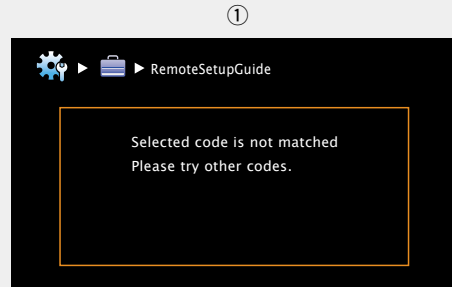 ①
RemoteSetupGuide
Selected code is not matched
Please try other codes.